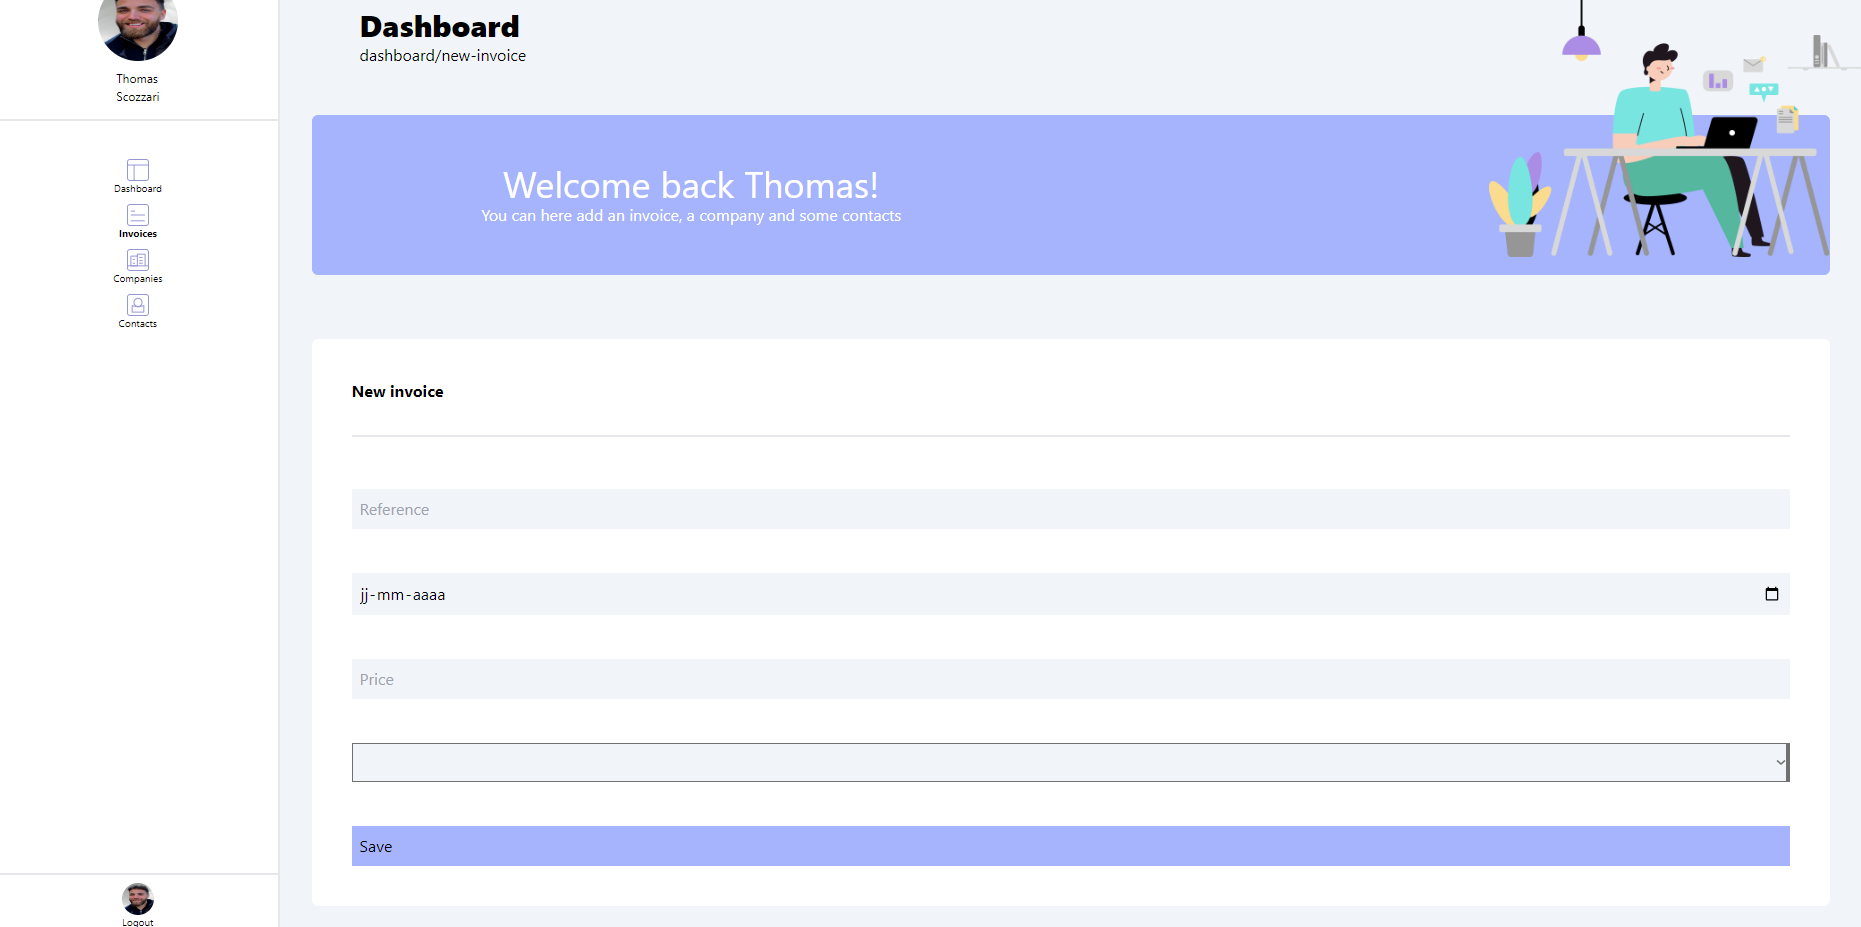 Thomas
Scozzari
Dashboard
Invoices
Companies
Contacts
Logout
Dashboard
dashboard/new-invoice
Welcome back Thomas!
You can here add an invoice, a company and some contacts
New invoice
Reference
jj-mm-aaaa
Price
Save